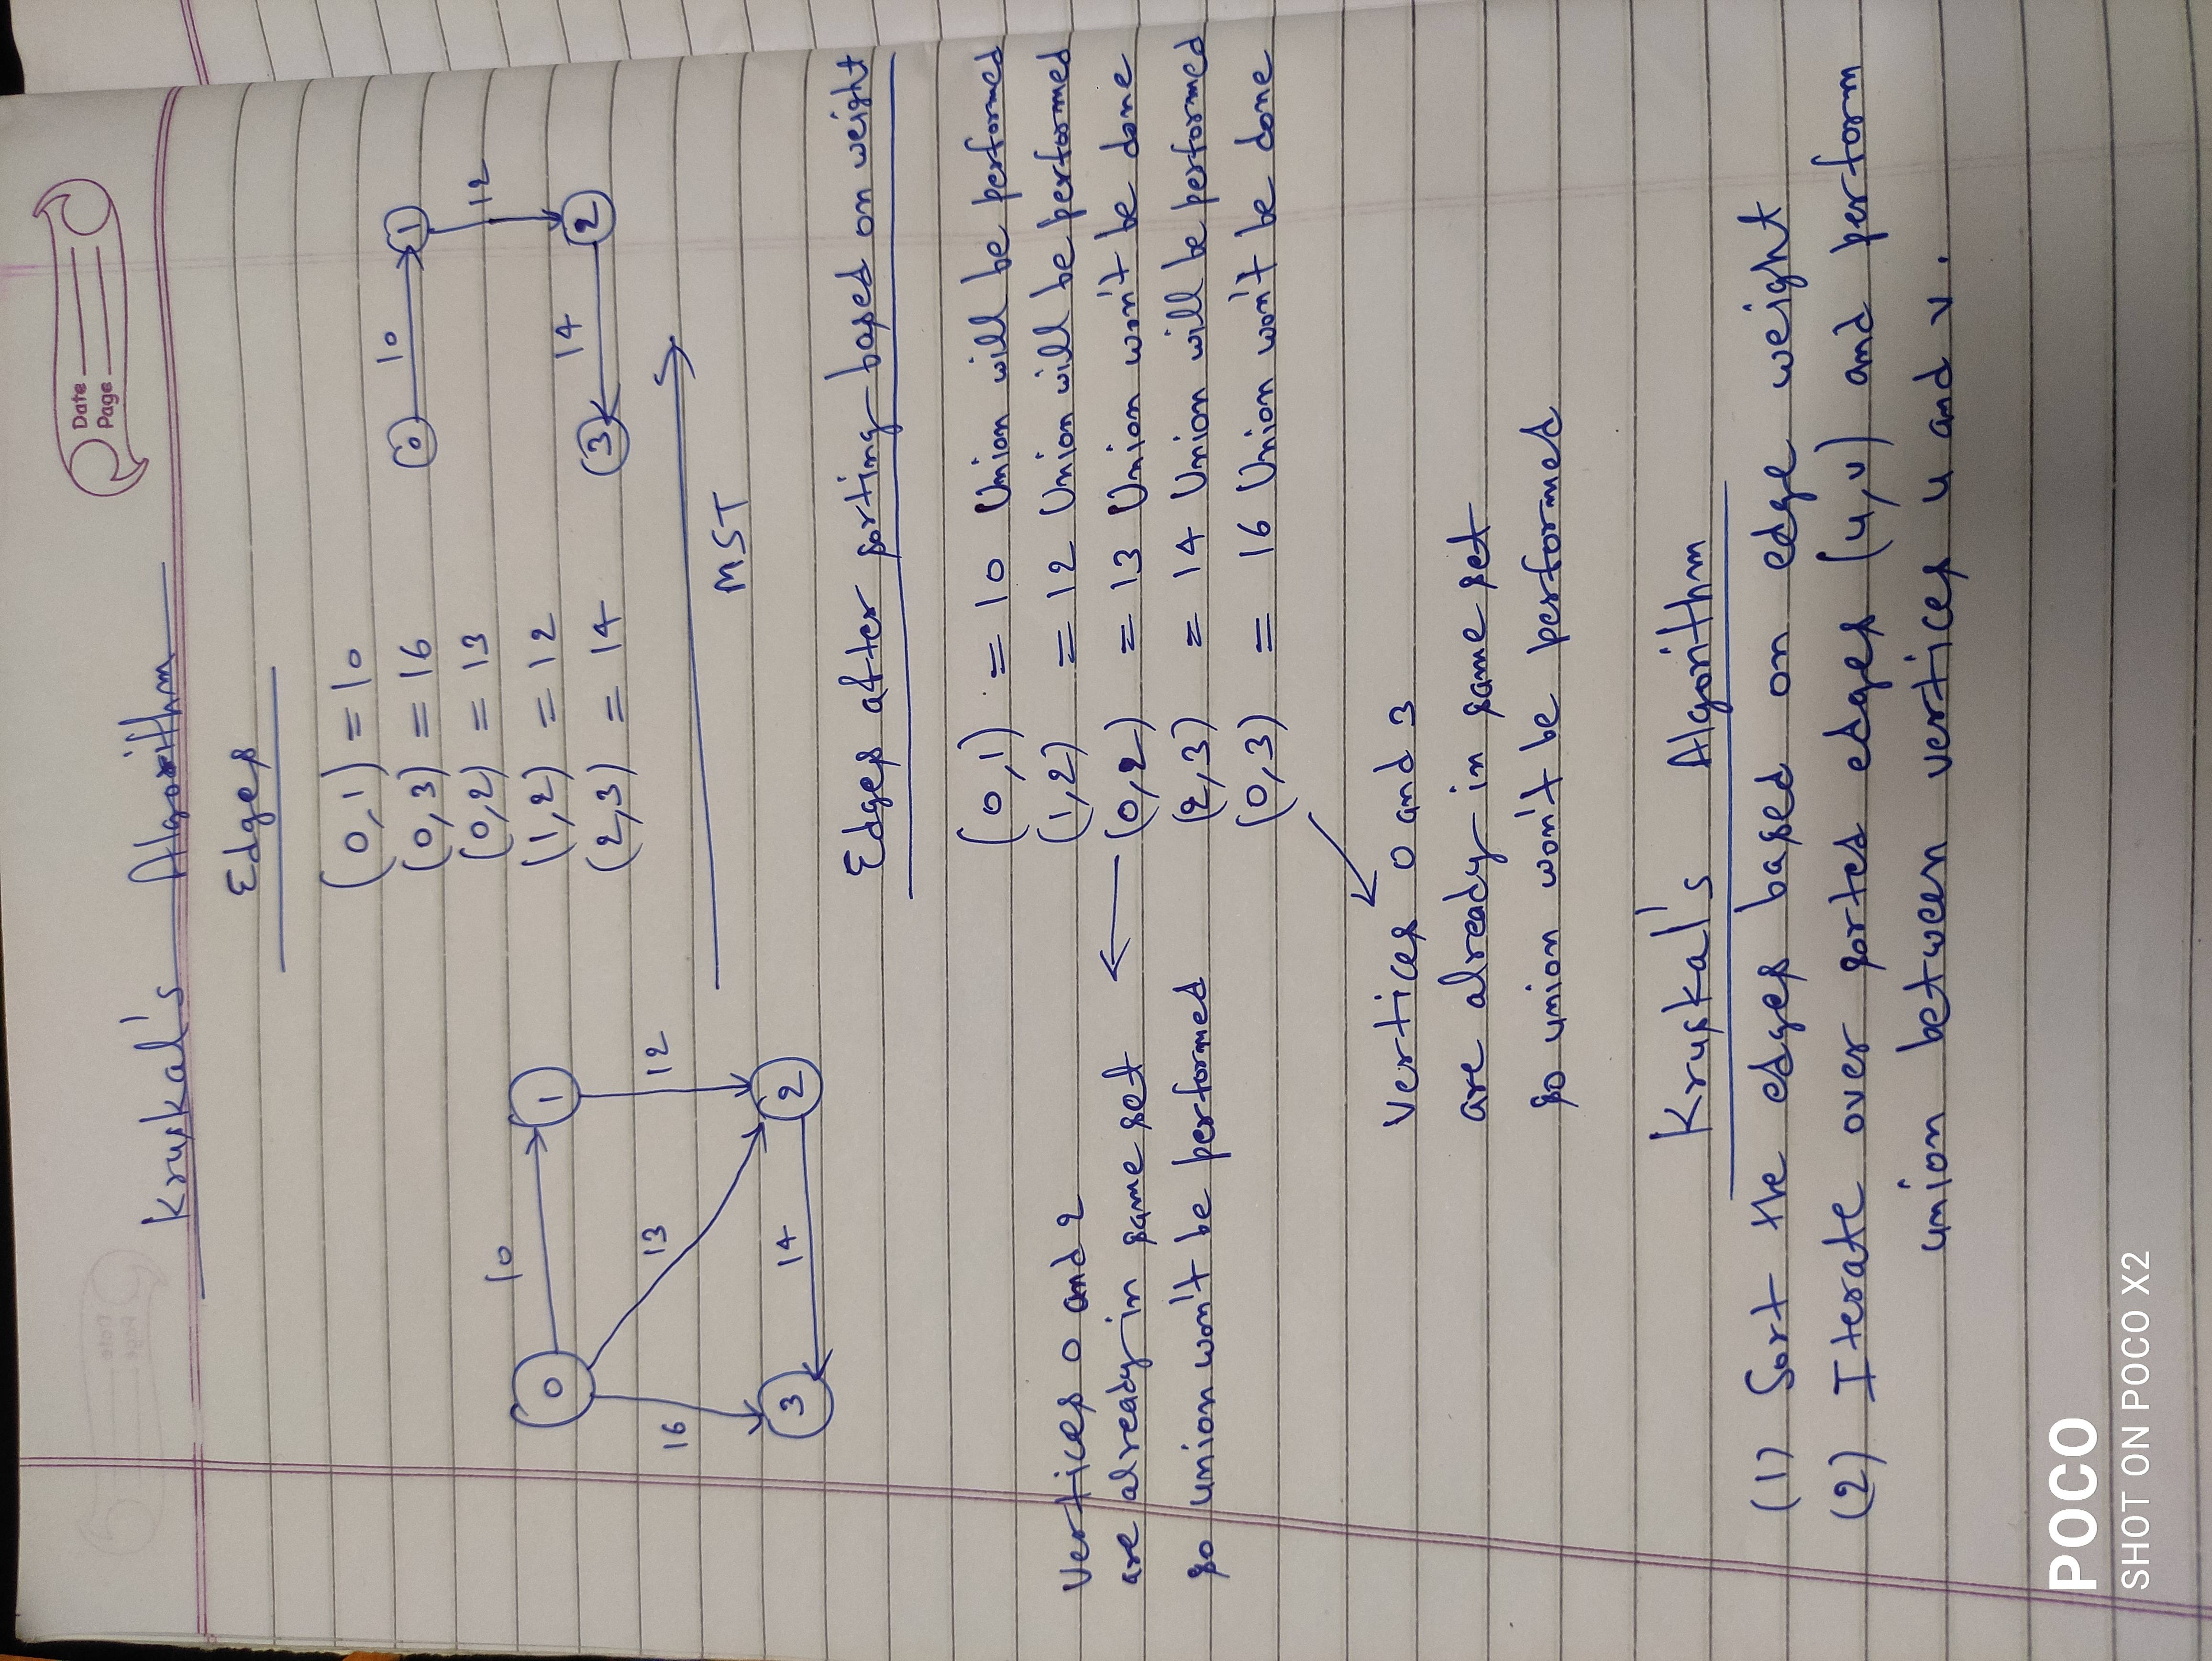 Date
Page
Kruskal's Algorithm
Edges
(0,1) = 10
(0,3) = 16
(0,2) = 13
(1,2) = 12
(2,3) = 14
0 10 1
16 13 12
3 14 2
0 10 1
12
3 14 2
MST
Edges after sorting based on weight
(0,1) = 10 Union will be performed
(1,2) = 12 Union will be performed
(0,2) = 13 Union won't be done
(2,3) = 14 Union will be performed
(0,3) = 16 Union won't be done
Vertices 0 and 2
are already in same set
so union won't be performed
Vertices 0 and 3
are already in same set
so union won't be performed
Kruskal's Algorithm
(1) Sort the edges based on edge weight
(2) Iterate over sorted edges (u,v) and perform
union between vertices u and v.
POCO
SHOT ON POCO X2